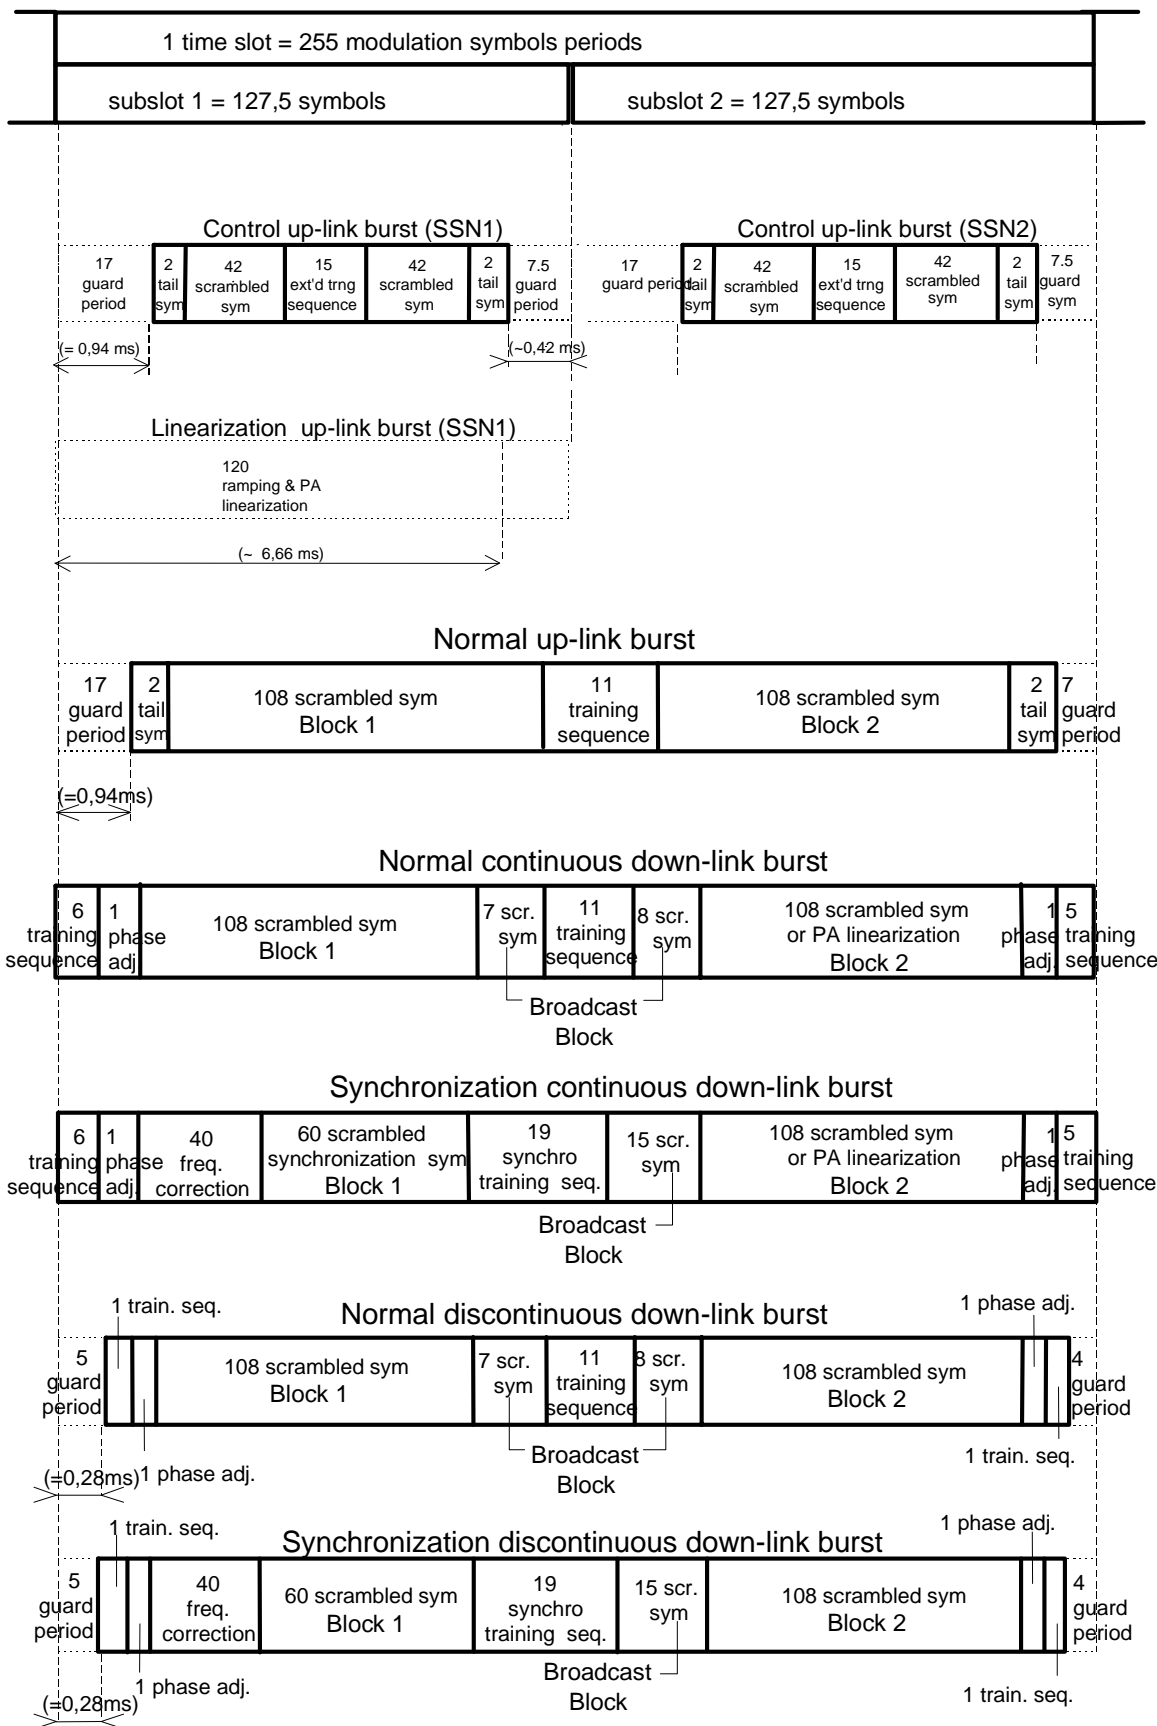 1 time slot = 255 modulation symbols periods
subslot 1 = 127,5 symbols
subslot 2 = 127,5 symbols
Control up-link burst (SSN1)
17
guard
period
2
tail
sym
42
scrambled
sym
15
ext'd trng
sequence
42
scrambled
sym
2
tail
sym
7.5
guard
period
Control up-link burst (SSN2)
17
guard period
2
tail
sym
42
scrambled
sym
15
ext'd trng
sequence
42
scrambled
sym
2
tail
sym
7.5
guard
sym
(= 0,94 ms)
(~0,42 ms)
Linearization up-link burst (SSN1)
120
ramping & PA
linearization
(~ 6,66 ms)
Normal up-link burst
17
guard
period
2
tail
sym
108 scrambled sym
Block 1
11
training
sequence
108 scrambled sym
Block 2
2
tail
sym
7
guard
period
(=0,94ms)
Normal continuous down-link burst
6
training
sequence
1
phase
adj.
108 scrambled sym
Block 1
7 scr.
sym
11
training
sequence
8 scr.
sym
108 scrambled sym
or PA linearization
Block 2
1
phase
adj.
5
training
sequence
Broadcast
Block
Synchronization continuous down-link burst
6
training
sequence
1
phase
adj.
40
freq.
correction
60 scrambled
synchronization sym
Block 1
19
synchro
training seq.
15 scr.
sym
108 scrambled sym
or PA linearization
Block 2
1
phase
adj.
5
training
sequence
Broadcast
Block
1 train. seq.
Normal discontinuous down-link burst
1 phase adj.
5
guard
period
108 scrambled sym
Block 1
7 scr.
sym
11
training
sequence
8 scr.
sym
108 scrambled sym
Block 2
4
guard
period
Broadcast
Block
1 train. seq.
(=0,28ms)
1 phase adj.
1 train. seq.
Synchronization discontinuous down-link burst
1 phase adj.
5
guard
period
40
freq.
correction
60 scrambled sym
Block 1
19
synchro
training seq.
15 scr.
sym
108 scrambled sym
Block 2
4
guard
period
Broadcast
Block
1 phase adj.
1 train. seq.
(=0,28ms)